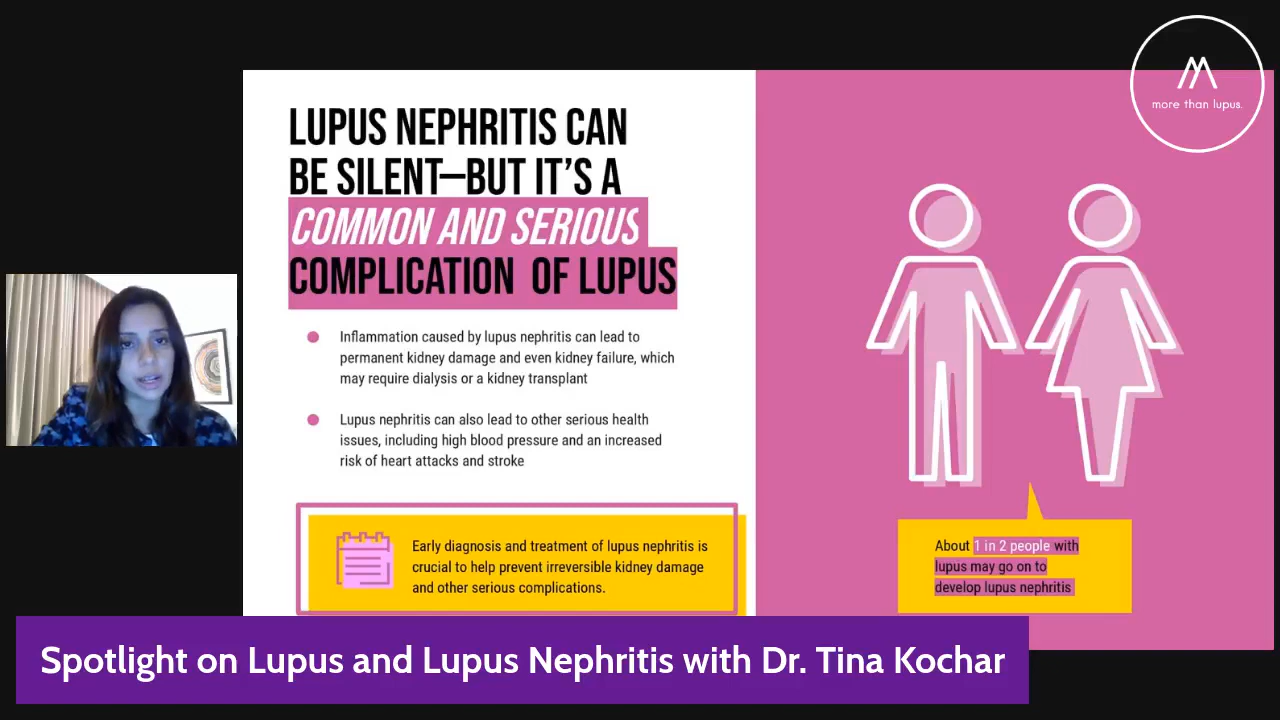 more than lupus.
LUPUS NEPHRITIS CAN
BE SILENT—BUT IT'S A
COMMON AND SERIOUS
COMPLICATION OF LUPUS
Inflammation caused by lupus nephritis can lead to
permanent kidney damage and even kidney failure, which
may require dialysis or a kidney transplant
Lupus nephritis can also lead to other serious health
issues, including high blood pressure and an increased
risk of heart attacks and stroke
Early diagnosis and treatment of lupus nephritis is
crucial to help prevent irreversible kidney damage
and other serious complications.
About 1 in 2 people with
lupus may go on to
develop lupus nephritis
Spotlight on Lupus and Lupus Nephritis with Dr. Tina Kochar